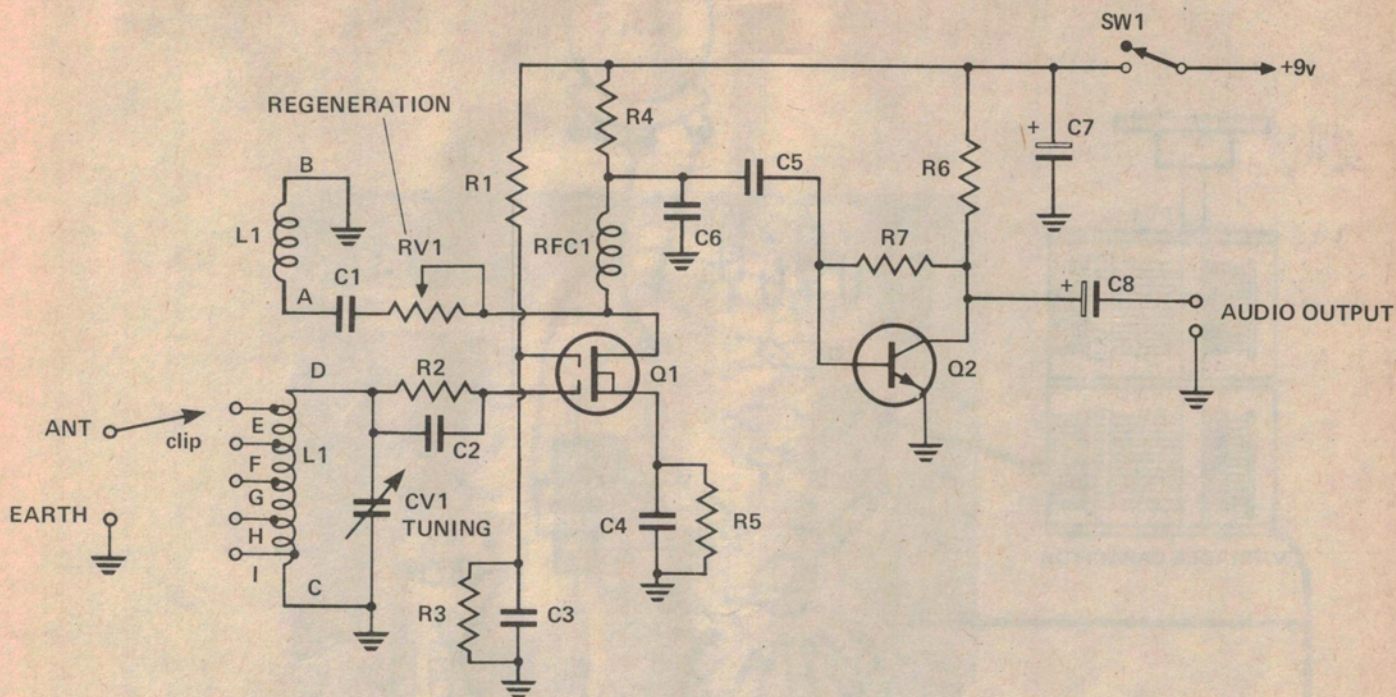 SW1
+9v
REGENERATION
R4
+ C7
B
R1
C5
R6
L1
C6
R7
RV1
RFC1
A
C1
+ C8
AUDIO OUTPUT
D
R2
Q1
Q2
ANT
clip
E
C2
L1
F
G
CV1
TUNING
EARTH
H
C4
R5
I
C
R3
C3